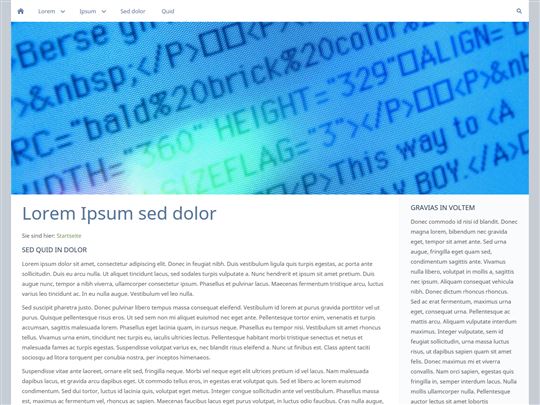 Lorem Ipsum Sed dolor Quid
>Berse gr
>&nbsp;</P>
RC="bald%20brick%20color%20b
WIDTH="360" HEIGHT="329" ALIGN=
SIZEFLAG="3"></P>
<P>This way to <A
BOY.</A></P>
Lorem Ipsum sed dolor
Sie sind hier: Startseite
SED QUID IN DOLOR
Lorem ipsum dolor sit amet, consectetur adipiscing elit. Donec in feugiat nibh. Duis vestibulum ligula quis turpis egestas, ac porta ante
sollicitudin. Duis eu arcu nulla. Ut aliquet tincidunt lacus, sed sodales turpis vulputate a. Nunc hendrerit et ipsum sit amet pretium. Duis
augue nunc, tempor a nibh viverra, ullamcorper consectetur ipsum. Phasellus et pulvinar lacus. Maecenas fermentum tristique arcu, luctus
varius leo tincidunt ac. In eu nulla augue. Vestibulum vel leo nulla.
Sed suscipit pharetra justo. Donec pulvinar libero tempus massa consequat eleifend. Vestibulum id lorem at purus gravida porttitor vel ut
purus. Quisque pellentesque risus eros. Ut sed sem non mi aliquet euismod nec eget ante. Pellentesque tortor enim, venenatis et turpis
accumsan, sagittis malesuada lorem. Phasellus eget lacinia quam, in cursus neque. Phasellus eu tempor nisi. Vestibulum sit amet rhoncus
tellus. Vivamus urna enim, tincidunt nec turpis eu, iaculis ultricies lectus. Pellentesque habitant morbi tristique senectus et netus et
malesuada fames ac turpis egestas. Suspendisse volutpat varius ex, nec blandit risus eleifend a. Nunc ut finibus est. Class aptent taciti
sociosqu ad litora torquent per conubia nostra, per inceptos himenaeos.
Suspendisse vitae ante laoreet, ornare elit sed, fringilla neque. Morbi vel neque eget elit ultrices pretium id vel lacus. Nam malesuada
dapibus lacus, et gravida arcu dapibus eget. Ut commodo tellus eros, in egestas erat volutpat quis. Sed et libero ac lorem euismod
condimentum. Sed dui tortor, luctus id mauris quis, volutpat eget metus. Integer congue sollicitudin ante vel vestibulum. Phasellus massa
est, maximus ac fermentum vel, rhoncus ac sapien. Maecenas faucibus lacus eget purus volutpat, in luctus odio faucibus. Cras nulla augue,
GRAVIAS IN VOLTEM
Donec commodo id nisi id blandit. Donec
magna lorem, bibendum nec gravida
eget, tempor sit amet ante. Sed urna
augue, fringilla eget quam sed,
condimentum sagittis ante. Vivamus
nulla libero, volutpat in mollis a, sagittis
nec ipsum. Aliquam consequat vehicula
nibh. Donec dictum rhoncus rhoncus.
Sed ac erat fermentum, maximus urna
eget, consequat urna. Pellentesque ac
mattis arcu. Aliquam vulputate interdum
maximus. Integer vulputate, sem id
feugiat sollicitudin, urna massa luctus
risus, ut dapibus sapien quam sit amet
felis. Donec maximus mi et viverra
convallis. Nam orci sapien, egestas quis
fringilla in, semper interdum lacus. Nulla
mollis rhoncus mollis. Pellentesque
auctor lectus sit amet lobortis